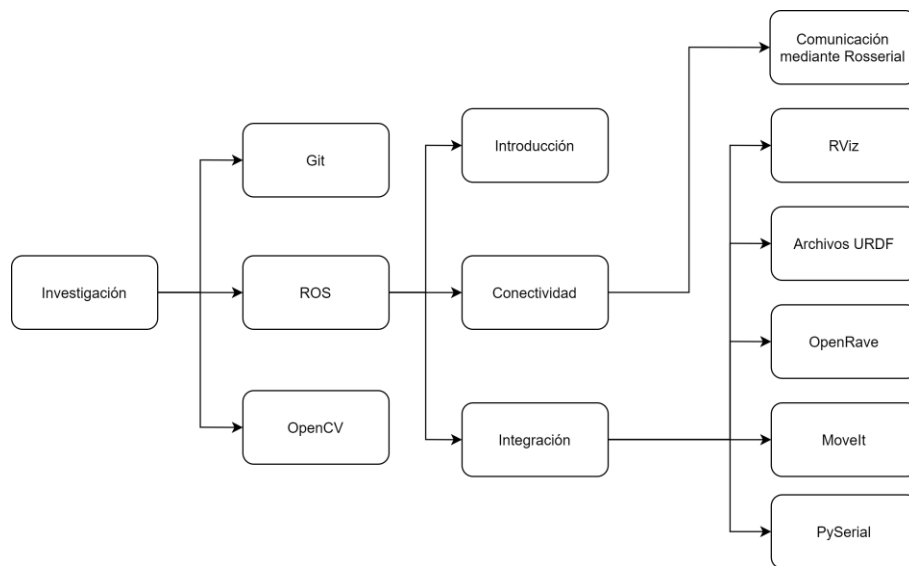 Investigación
Git
ROS
OpenCV
Introducción
Conectividad
Integración
Comunicación
mediante Rosserial
RViz
Archivos URDF
OpenRave
MoveIt
PySerial